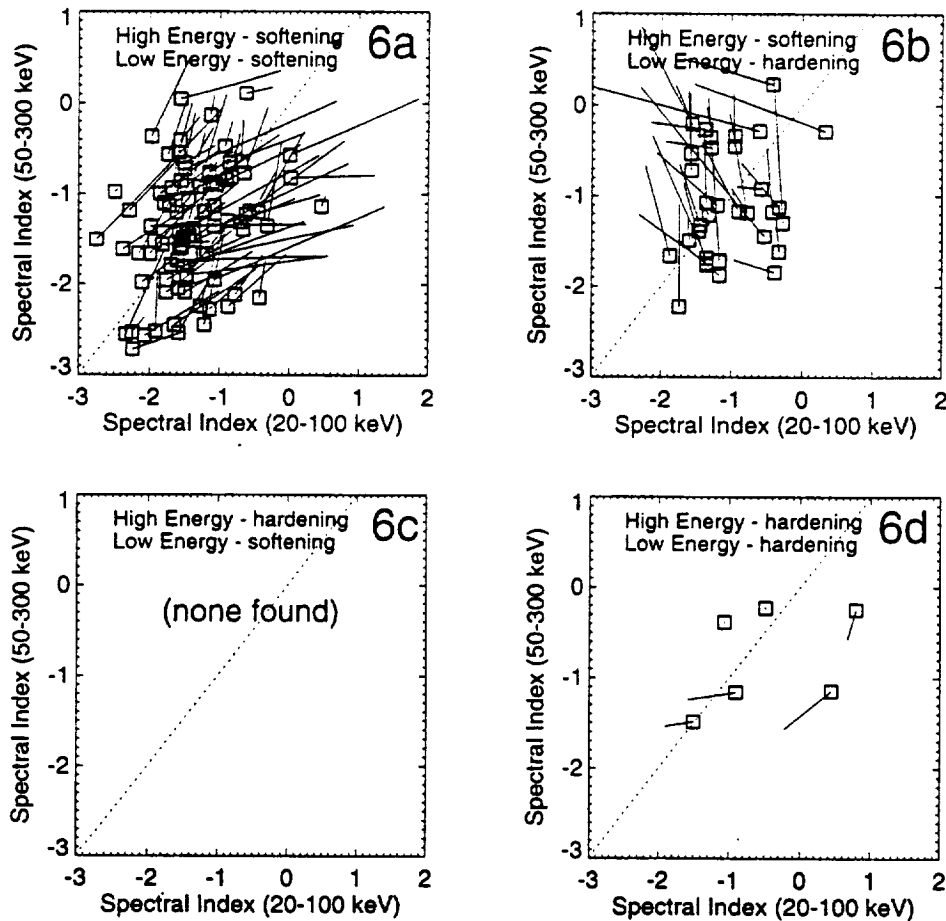 High Energy - softening
Low Energy - softening
6a
1
0
-1
-2
-3
Spectral Index (50-300 keV)
-3 -2 -1 0 1 2
Spectral Index (20-100 keV)
High Energy - softening
Low Energy - hardening
6b
1
0
-1
-2
-3
Spectral Index (50-300 keV)
-3 -2 -1 0 1 2
Spectral Index (20-100 keV)
High Energy - hardening
Low Energy - softening
6c
(none found)
1
0
-1
-2
-3
Spectral Index (50-300 keV)
-3 -2 -1 0 1 2
Spectral Index (20-100 keV)
High Energy - hardening
Low Energy - hardening
6d
1
0
-1
-2
-3
Spectral Index (50-300 keV)
-3 -2 -1 0 1 2
Spectral Index (20-100 keV)